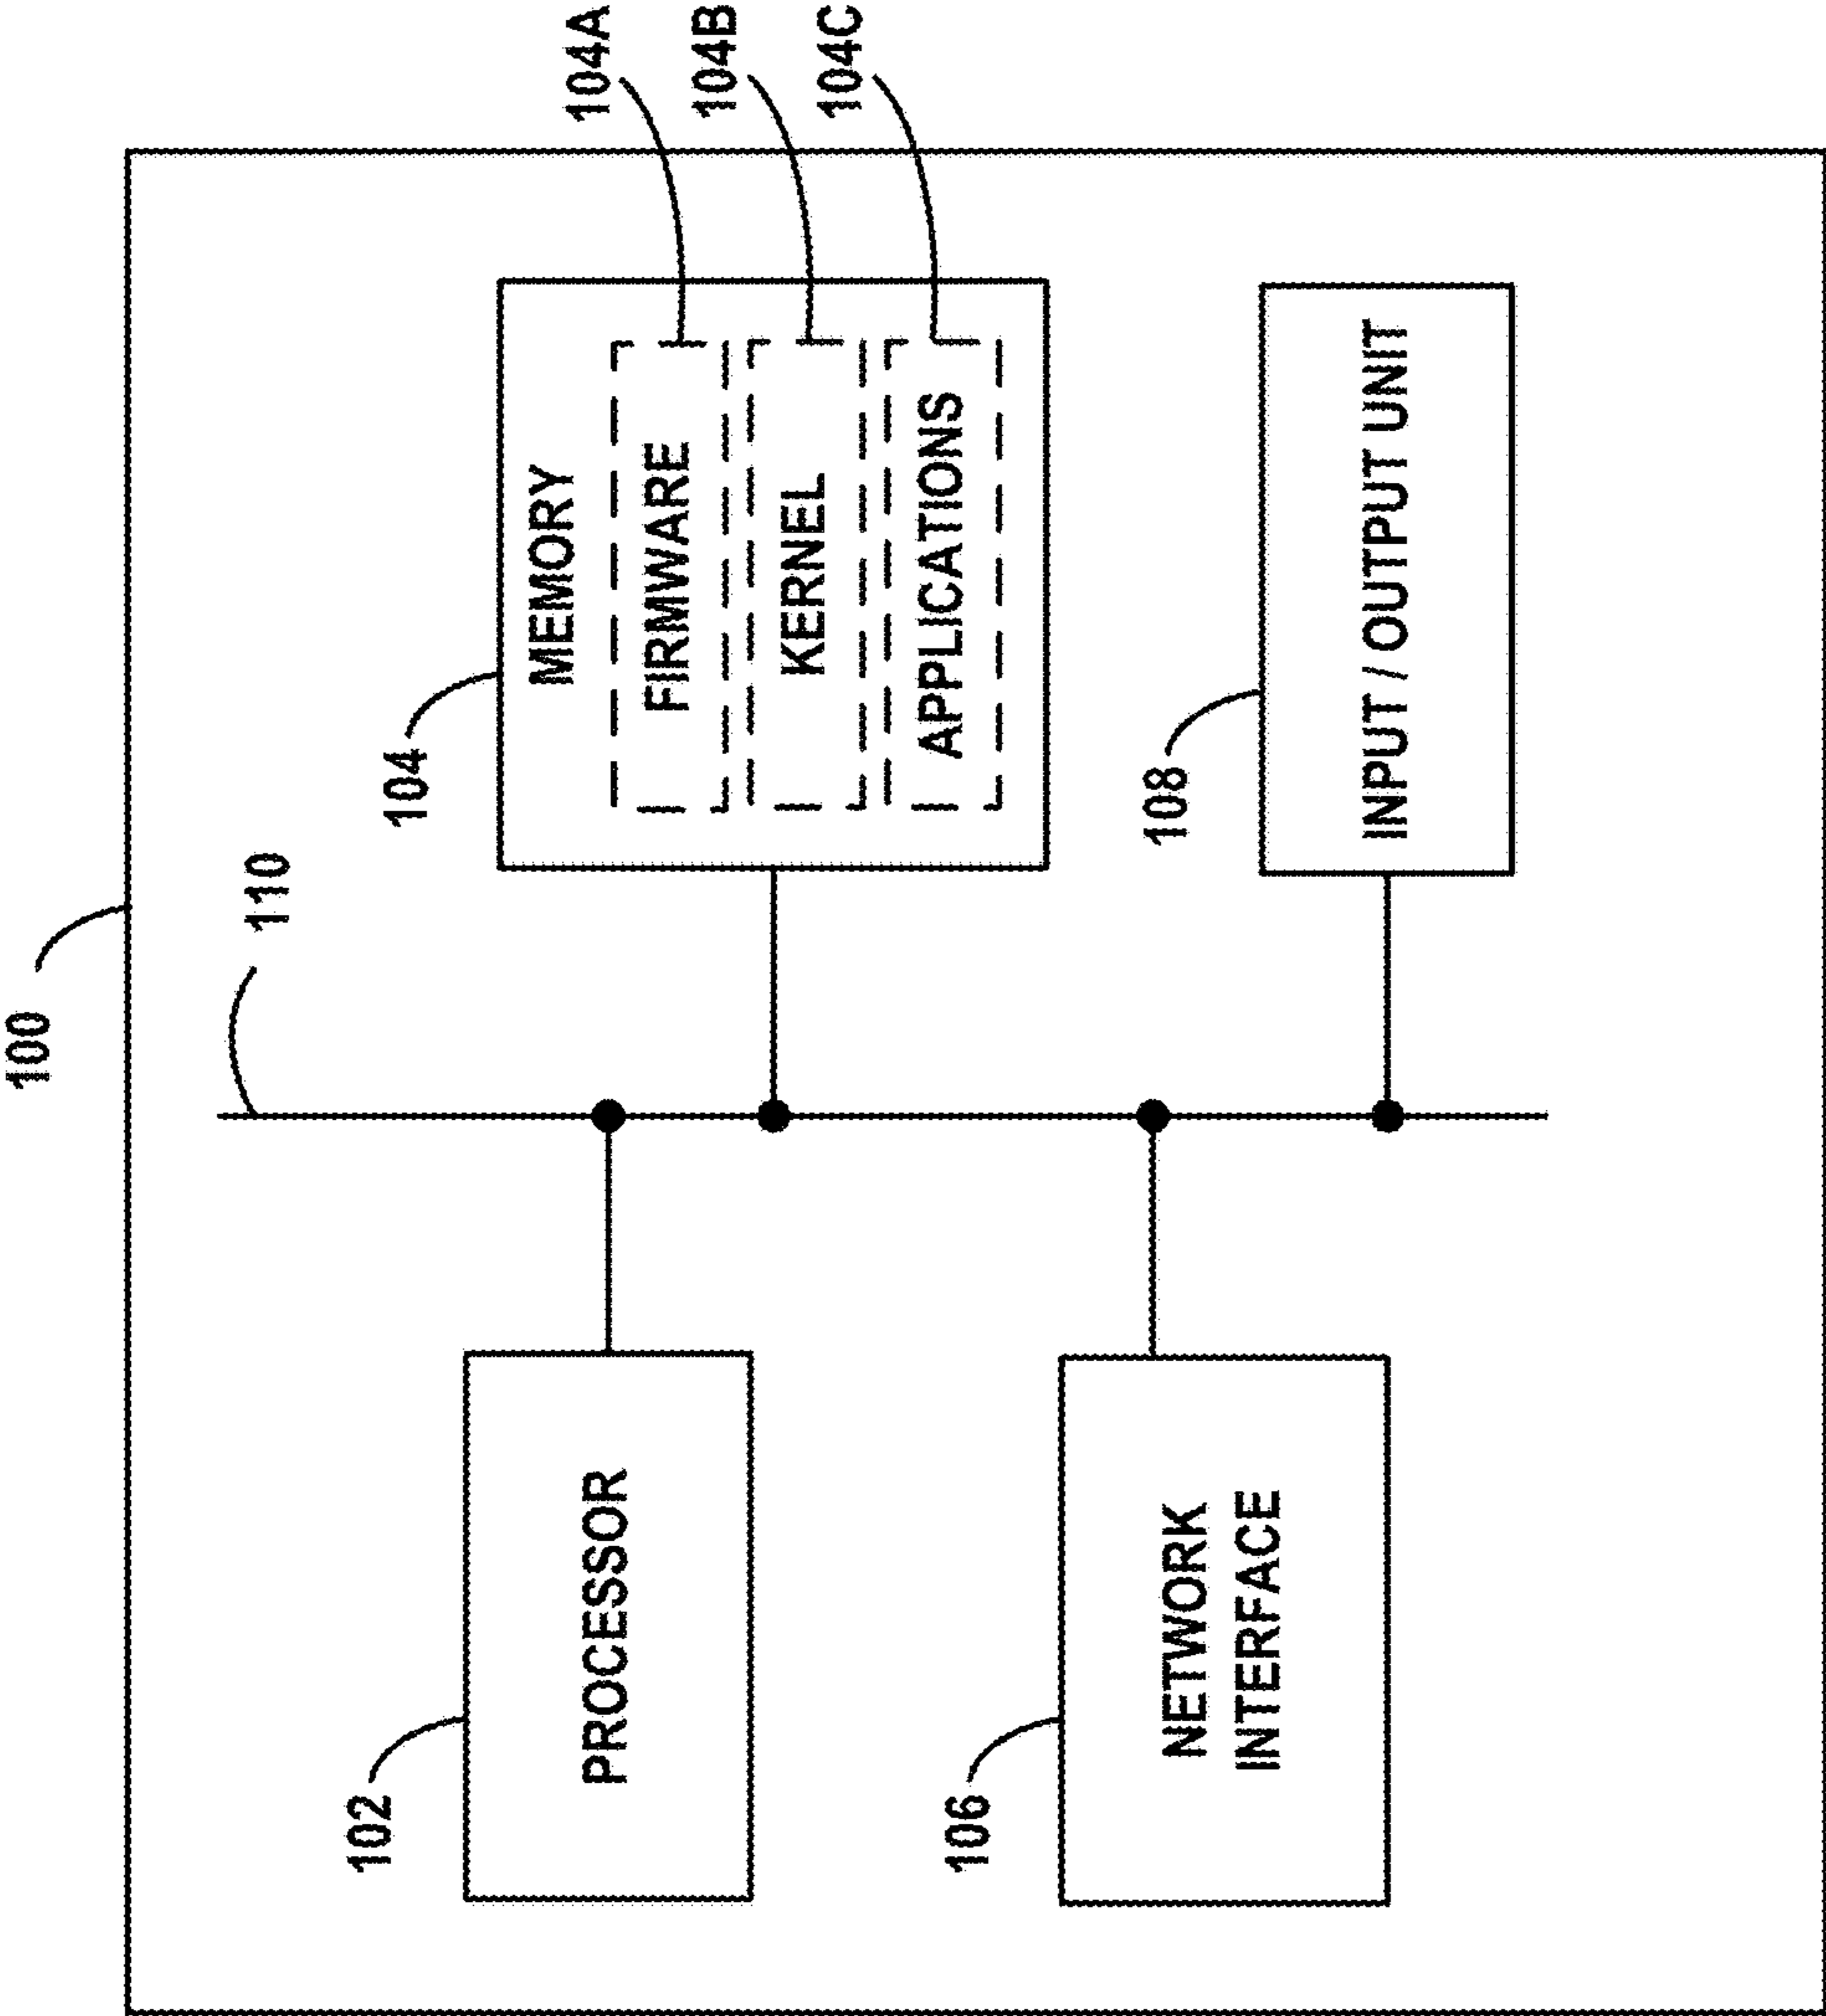 100
110
102
PROCESSOR
104
MEMORY
FIRMWARE
104A
KERNEL
104B
APPLICATIONS
104C
106
NETWORK
INTERFACE
108
INPUT / OUTPUT UNIT